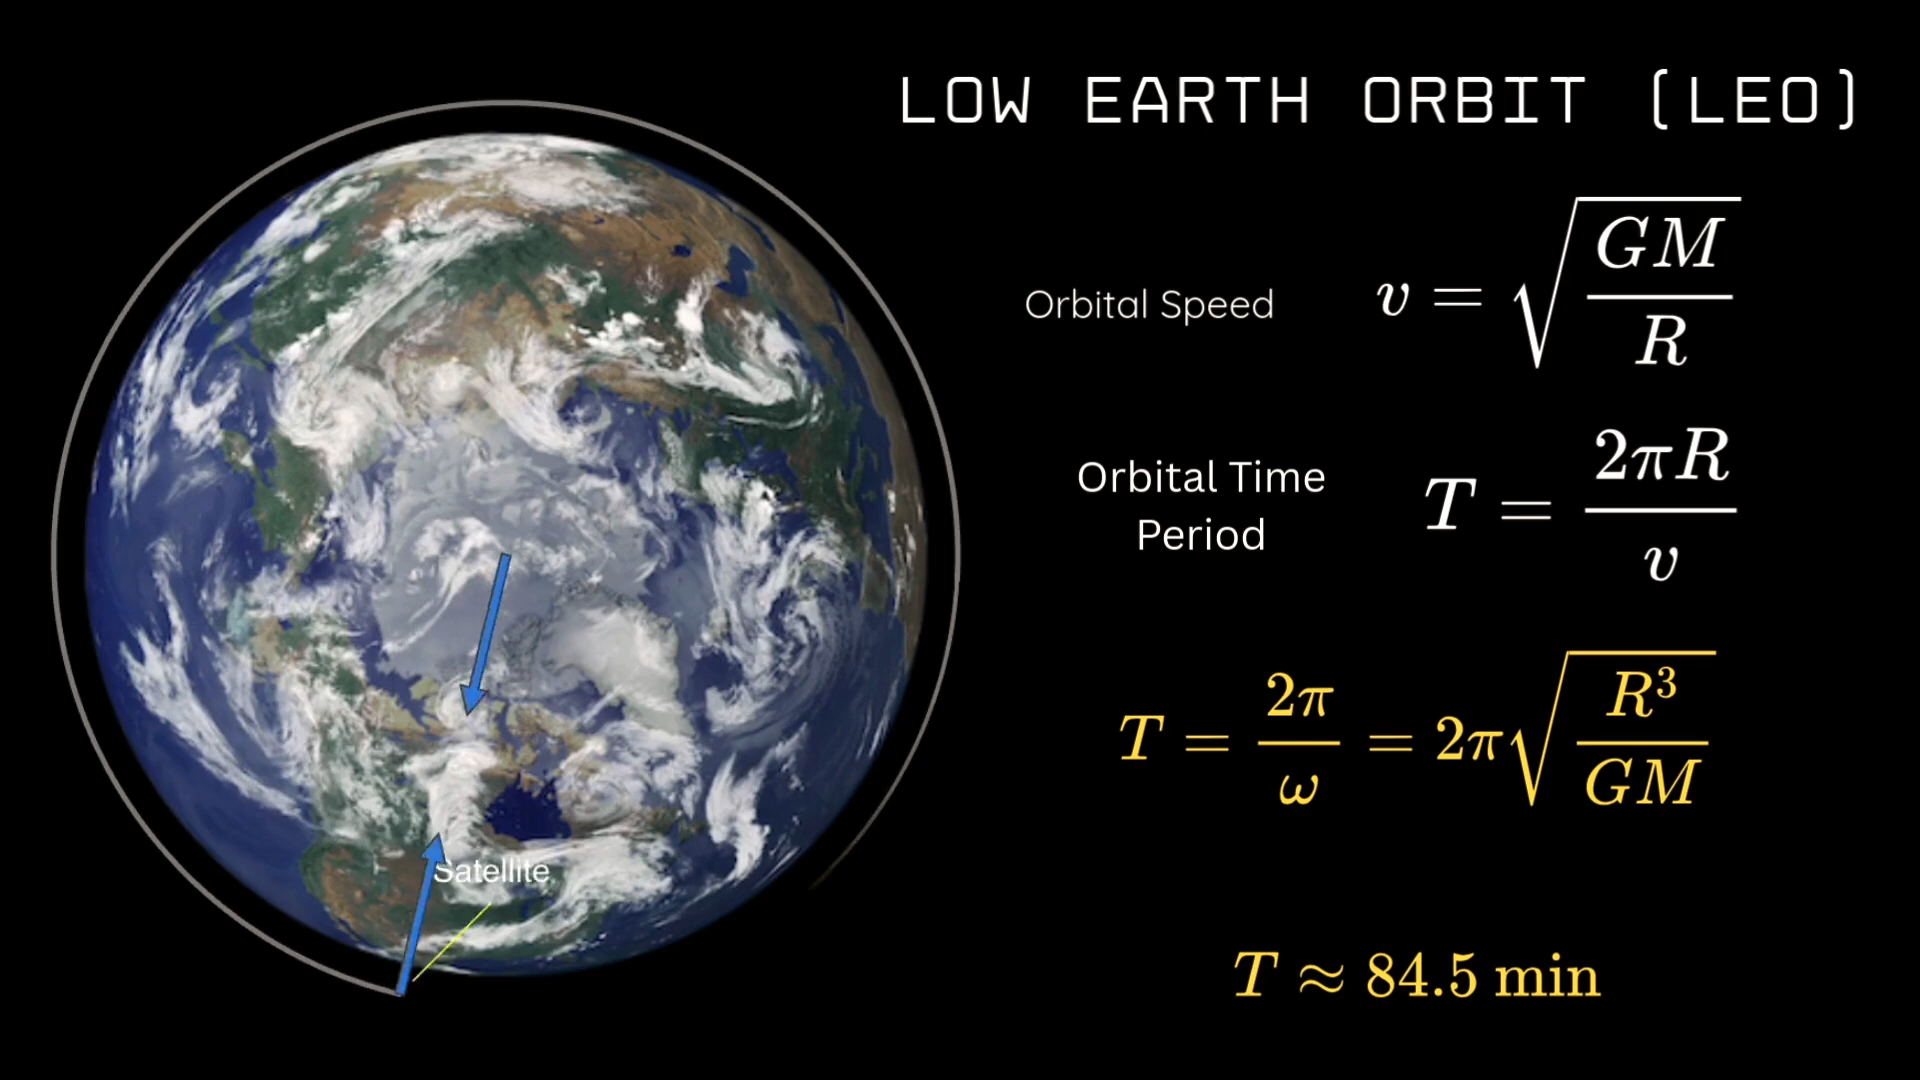 LOW EARTH ORBIT (LEO)
Orbital Speed
v = √(GM/R)
Orbital Time
Period
T = 2πR/v
T = 2π/ω = 2π√(R³/GM)
Satellite
T ≈ 84.5 min